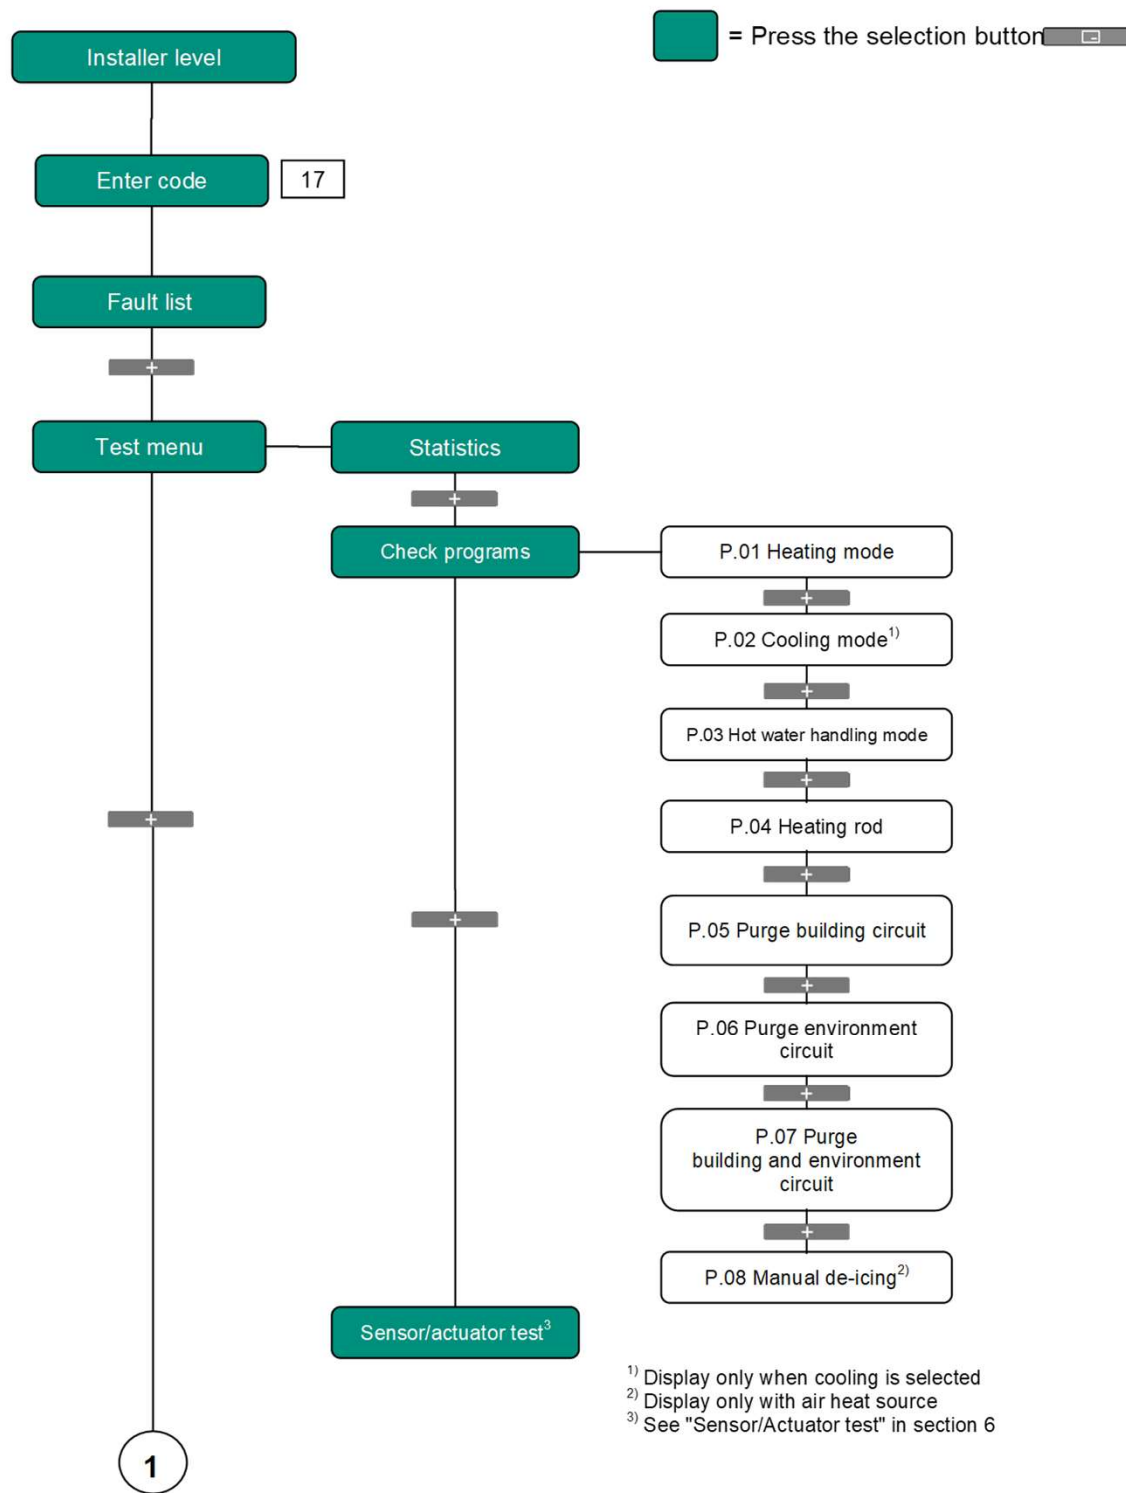 Installer level
= Press the selection button
Enter code
17
Fault list
+
Test menu
Statistics
+
Check programs
P.01 Heating mode
+
P.02 Cooling mode1)
+
P.03 Hot water handling mode
+
P.04 Heating rod
+
+
P.05 Purge building circuit
+
+
P.06 Purge environment
circuit
+
P.07 Purge
building and environment
circuit
+
P.08 Manual de-icing2)
Sensor/actuator test3
1) Display only when cooling is selected
2) Display only with air heat source
3) See "Sensor/Actuator test" in section 6
1